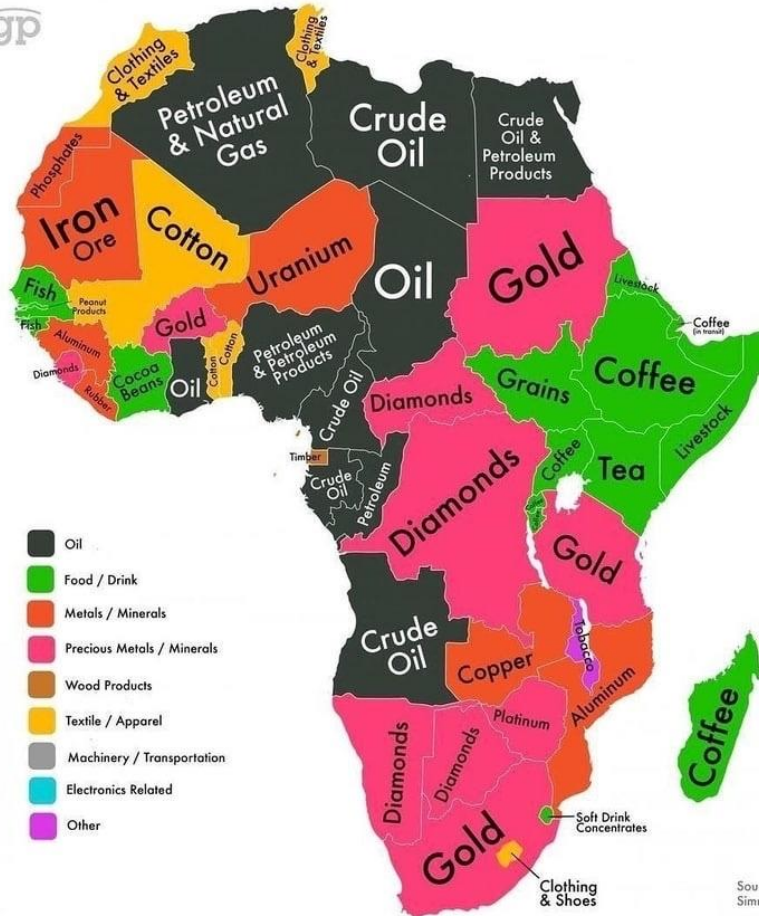 gp
Clothing
& Textiles
Clothing
& Textiles
Petroleum
& Natural
Gas
Crude
Oil
Crude
Oil &
Petroleum
Products
Phosphates
Iron
Ore
Cotton
Uranium
Oil
Gold
Fish
Peanut
Products
Fish
Aluminum
Diamonds
Rubber
Cocoa
Beans
Gold
Oil
Cotton
Cotton
Petroleum
& Petroleum
Products
Crude Oil
Diamonds
Grains
Livestock
Coffee
(in transit)
Coffee
Livestock
Timber
Crude
Oil
Petroleum
Diamonds
Coffee
Tea
Gold
Crude
Oil
Copper
Tobacco
Aluminum
Coffee
Diamonds
Diamonds
Platinum
Gold
Soft Drink
Concentrates
Clothing
& Shoes
Oil
Food / Drink
Metals / Minerals
Precious Metals / Minerals
Wood Products
Textile / Apparel
Machinery / Transportation
Electronics Related
Other